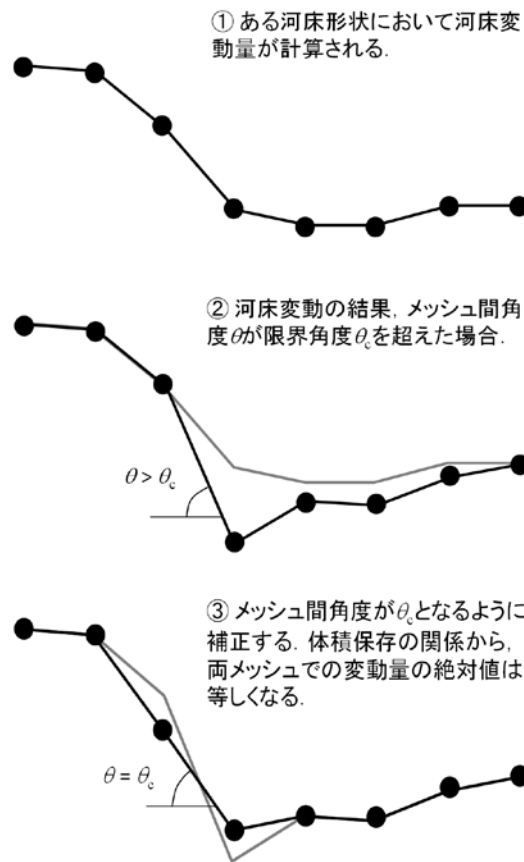 ① ある河床形状において河床変
動量が計算される.
② 河床変動の結果, メッシュ間角
度θが限界角度θcを超えた場合.
θ > θc
③ メッシュ間角度がθcとなるように
補正する. 体積保存の関係から,
両メッシュでの変動量の絶対値は
等しくなる.
θ = θc